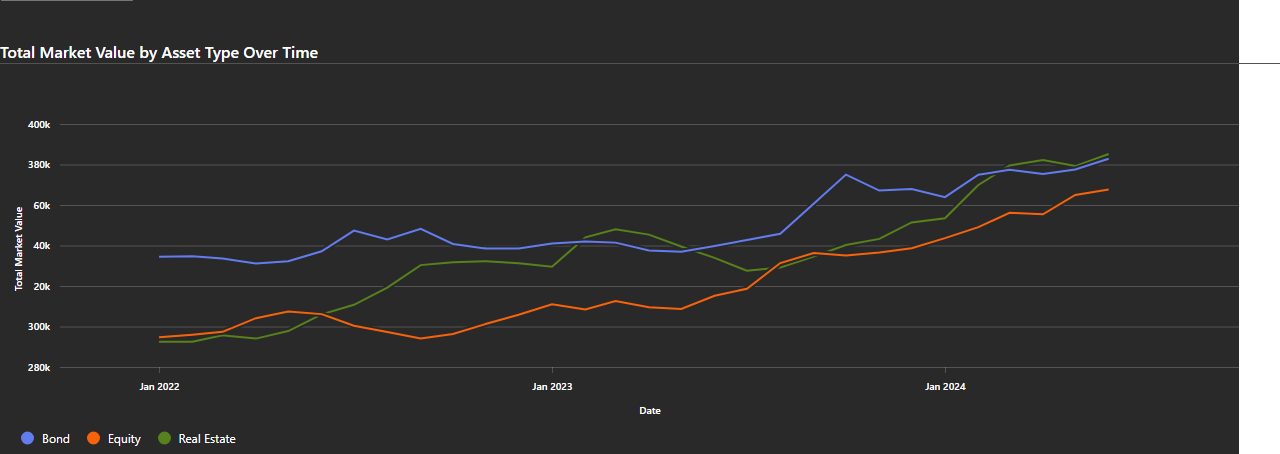 Total Market Value by Asset Type Over Time
400k
380k
60k
40k
20k
300k
280k
Total Market Value
Jan 2022
Jan 2023
Jan 2024
Date
Bond
Equity
Real Estate